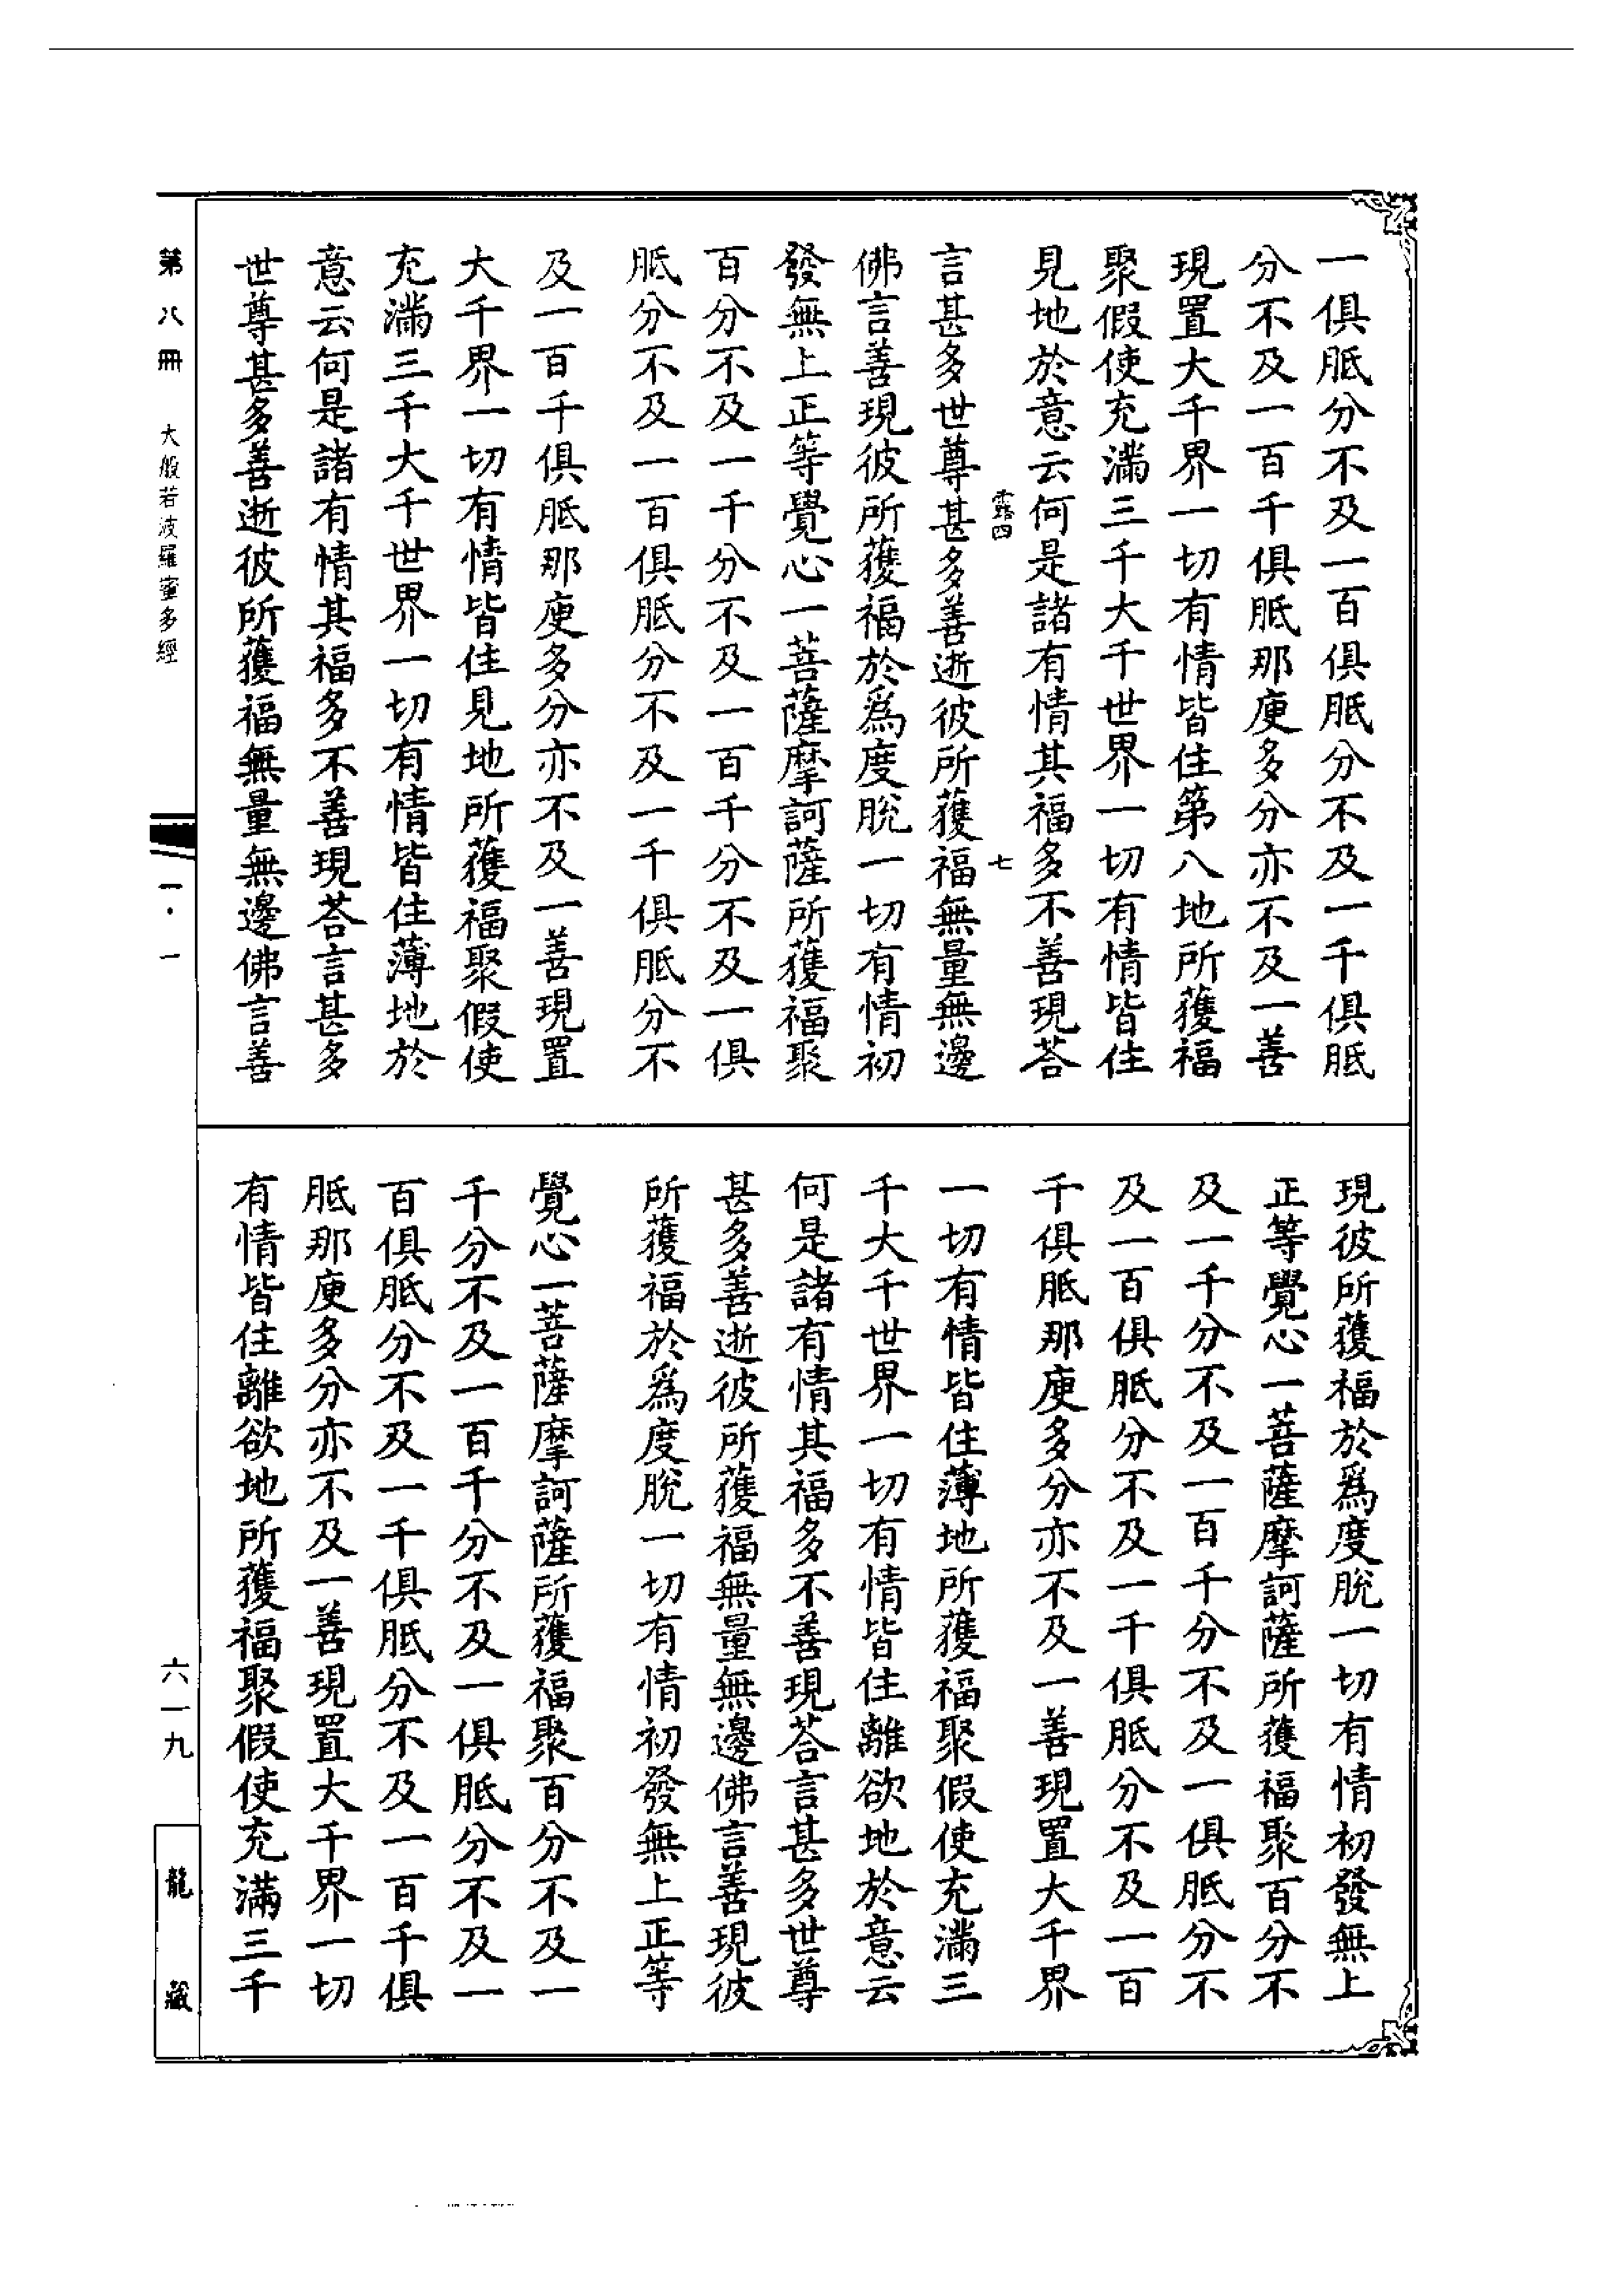 一俱胝分不及一百俱胝分不及一千俱胝
分不及一百千俱胝那庾多分亦不及一善
現置大千界一切有情皆住第八地所獲福
聚假使充滿三千大千世界一切有情皆住
見地於意云何是諸有情其福多不善現荅
露四 七
言甚多世尊甚多善逝彼所獲福無量無邊
佛言善現彼所獲福於爲度脫一切有情初
發無上正等覺心一菩薩摩訶薩所獲福聚
百分不及一千分不及一百千分不及一俱
胝分不及一百俱胝分不及一千俱胝分不
及一百千俱胝那庾多分亦不及一善現置
大千界一切有情皆住見地所獲福聚假使
充滿三千大千世界一切有情皆住薄地於
意云何是諸有情其福多不善現荅言甚多
世尊甚多善逝彼所獲福無量無邊佛言善
現彼所獲福於爲度脫一切有情初發無上
正等覺心一菩薩摩訶薩所獲福聚百分不
及一千分不及一百千分不及一俱胝分不
及一百俱胝分不及一千俱胝分不及一百
千俱胝那庾多分亦不及一善現置大千界
一切有情皆住薄地所獲福聚假使充滿三
千大千世界一切有情皆住離欲地於意云
何是諸有情其福多不善現荅言甚多世尊
甚多善逝彼所獲福無量無邊佛言善現彼
所獲福於爲度脫一切有情初發無上正等
覺心一菩薩摩訶薩所獲福聚百分不及一
千分不及一百千分不及一俱胝分不及一
百俱胝分不及一千俱胝分不及一百千俱
胝那庾多分亦不及一善現置大千界一切
有情皆住離欲地所獲福聚假使充滿三千
第八冊 大般若波羅蜜多經 一·一 六一九 龍藏